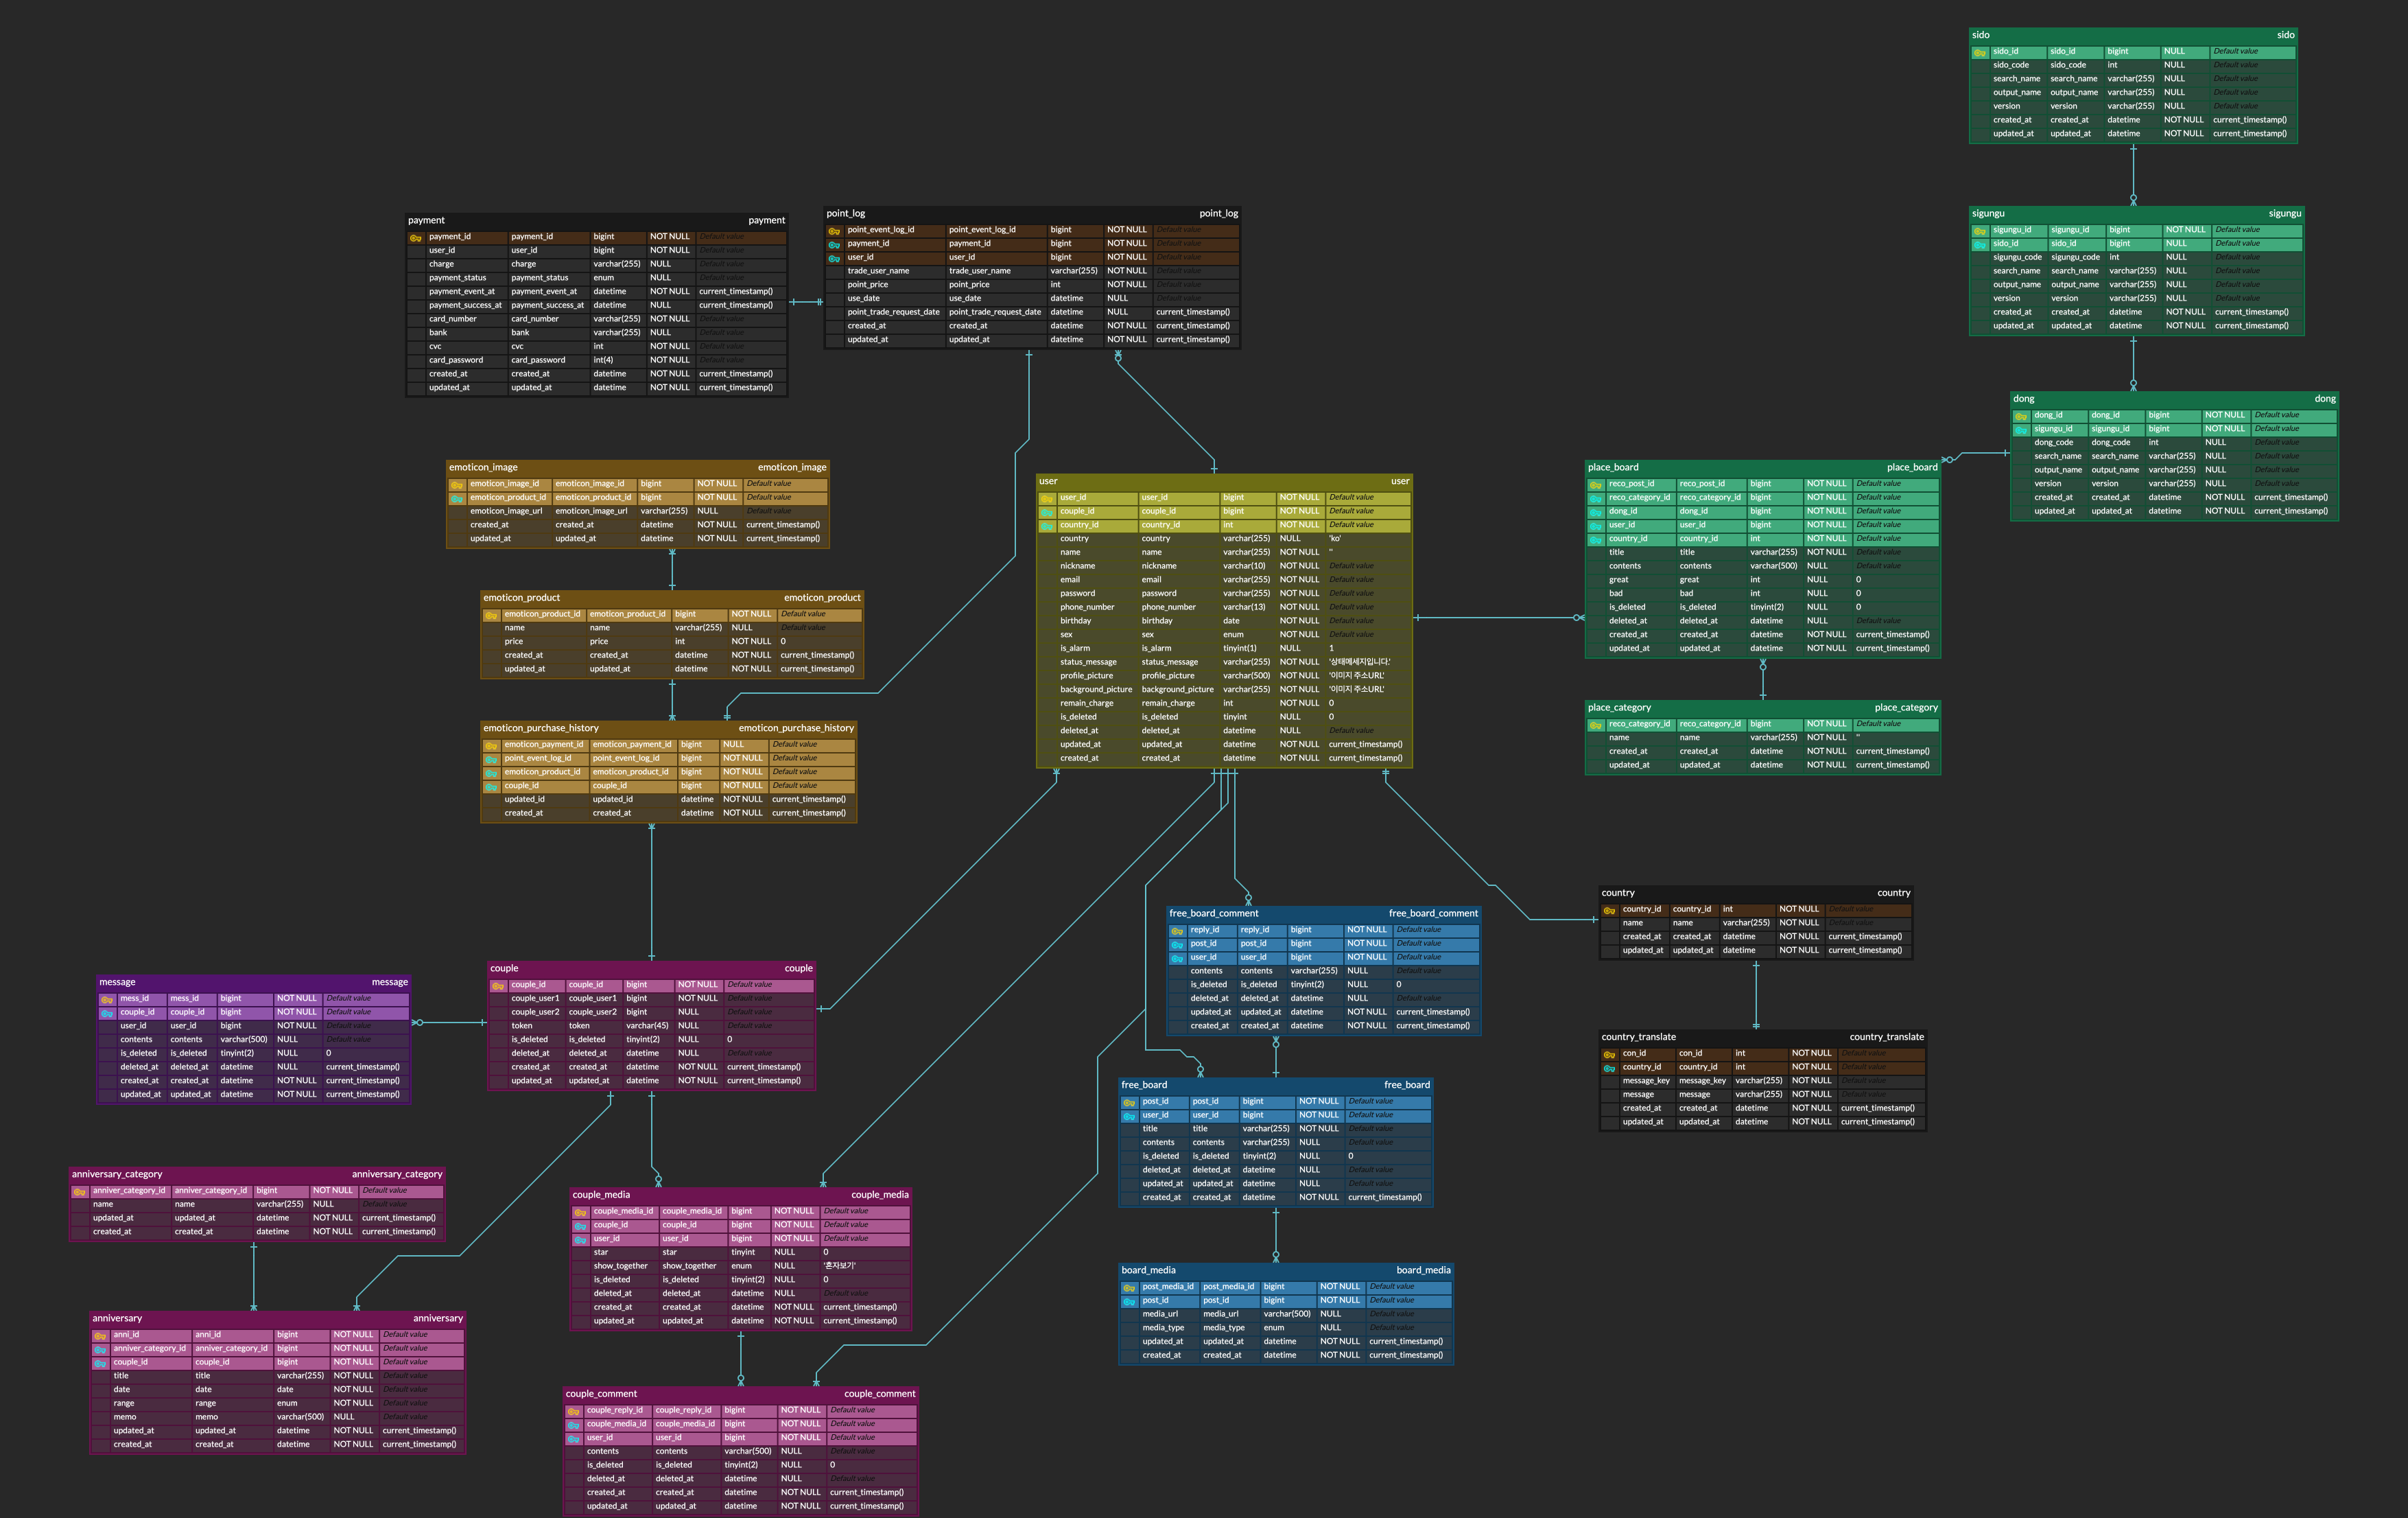 sido sido
sido_id sido_id bigint NULL Default value
sido_code sido_code int NULL Default value
search_name search_name varchar(255) NULL Default value
output_name output_name varchar(255) NULL Default value
version version varchar(255) NULL Default value
created_at created_at datetime NOT NULL current_timestamp()
updated_at updated_at datetime NOT NULL current_timestamp()
sigungu sigungu
sigungu_id sigungu_id bigint NOT NULL Default value
sido_id sido_id bigint NULL Default value
sigungu_code sigungu_code int NULL Default value
search_name search_name varchar(255) NULL Default value
output_name output_name varchar(255) NULL Default value
version version varchar(255) NULL Default value
created_at created_at datetime NOT NULL current_timestamp()
updated_at updated_at datetime NOT NULL current_timestamp()
payment payment
payment_id payment_id bigint NOT NULL Default value
user_id user_id bigint NOT NULL Default value
charge charge varchar(255) NULL Default value
payment_status payment_status enum NULL Default value
payment_event_at payment_event_at datetime NOT NULL current_timestamp()
payment_success_at payment_success_at datetime NULL current_timestamp()
card_number card_number varchar(255) NOT NULL Default value
bank bank varchar(255) NULL Default value
cvc cvc int NOT NULL Default value
card_password card_password int(4) NOT NULL Default value
created_at created_at datetime NOT NULL current_timestamp()
updated_at updated_at datetime NOT NULL current_timestamp()
point_log point_log
point_event_log_id point_event_log_id bigint NOT NULL Default value
payment_id payment_id bigint NOT NULL Default value
user_id user_id bigint NOT NULL Default value
trade_user_name trade_user_name varchar(255) NOT NULL Default value
point_price point_price int NOT NULL Default value
use_date use_date datetime NULL Default value
point_trade_request_date point_trade_request_date datetime NULL current_timestamp()
created_at created_at datetime NOT NULL current_timestamp()
updated_at updated_at datetime NOT NULL current_timestamp()
dong dong
dong_id dong_id bigint NOT NULL Default value
sigungu_id sigungu_id bigint NOT NULL Default value
dong_code dong_code int NULL Default value
search_name search_name varchar(255) NULL Default value
output_name output_name varchar(255) NULL Default value
version version varchar(255) NULL Default value
created_at created_at datetime NOT NULL current_timestamp()
updated_at updated_at datetime NOT NULL current_timestamp()
emoticon_image emoticon_image
emoticon_image_id emoticon_image_id bigint NOT NULL Default value
emoticon_product_id emoticon_product_id bigint NOT NULL Default value
emoticon_image_url emoticon_image_url varchar(255) NULL Default value
created_at created_at datetime NOT NULL current_timestamp()
updated_at updated_at datetime NOT NULL current_timestamp()
emoticon_product emoticon_product
emoticon_product_id emoticon_product_id bigint NOT NULL Default value
name name varchar(255) NULL Default value
price price int NOT NULL 0
created_at created_at datetime NOT NULL current_timestamp()
updated_at updated_at datetime NOT NULL current_timestamp()
emoticon_purchase_history emoticon_purchase_history
emoticon_payment_id emoticon_payment_id bigint NULL Default value
point_event_log_id point_event_log_id bigint NOT NULL Default value
emoticon_product_id emoticon_product_id bigint NOT NULL Default value
couple_id couple_id bigint NOT NULL Default value
updated_id updated_id datetime NOT NULL current_timestamp()
created_at created_at datetime NOT NULL current_timestamp()
user user
user_id user_id bigint NOT NULL Default value
couple_id couple_id bigint NOT NULL Default value
country_id country_id int NOT NULL Default value
country country varchar(255) NULL 'ko'
name name varchar(255) NOT NULL ''
nickname nickname varchar(10) NOT NULL Default value
email email varchar(255) NOT NULL Default value
password password varchar(255) NOT NULL Default value
phone_number phone_number varchar(13) NOT NULL Default value
birthday birthday date NOT NULL Default value
sex sex enum NOT NULL Default value
is_alarm is_alarm tinyint(1) NULL 1
status_message status_message varchar(255) NOT NULL '상태메세지입니다.'
profile_picture profile_picture varchar(500) NOT NULL '이미지 주소URL'
background_picture background_picture varchar(255) NOT NULL '이미지 주소URL'
remain_charge remain_charge int NOT NULL 0
is_deleted is_deleted tinyint NULL 0
deleted_at deleted_at datetime NULL Default value
updated_at updated_at datetime NOT NULL current_timestamp()
created_at created_at datetime NOT NULL current_timestamp()
place_board place_board
reco_post_id reco_post_id bigint NOT NULL Default value
reco_category_id reco_category_id bigint NOT NULL Default value
dong_id dong_id bigint NOT NULL Default value
user_id user_id bigint NOT NULL Default value
country_id country_id int NOT NULL Default value
title title varchar(255) NOT NULL Default value
contents contents varchar(500) NULL Default value
great great int NULL 0
bad bad int NULL 0
is_deleted is_deleted tinyint(2) NULL 0
deleted_at deleted_at datetime NULL Default value
created_at created_at datetime NOT NULL current_timestamp()
updated_at updated_at datetime NOT NULL current_timestamp()
place_category place_category
reco_category_id reco_category_id bigint NOT NULL Default value
name name varchar(255) NOT NULL ''
created_at created_at datetime NOT NULL current_timestamp()
updated_at updated_at datetime NOT NULL current_timestamp()
country country
country_id country_id int NOT NULL Default value
name name varchar(255) NOT NULL Default value
created_at created_at datetime NOT NULL current_timestamp()
updated_at updated_at datetime NOT NULL current_timestamp()
country_translate country_translate
con_id con_id int NOT NULL Default value
country_id country_id int NOT NULL Default value
message_key message_key varchar(255) NOT NULL Default value
message message varchar(255) NOT NULL Default value
created_at created_at datetime NOT NULL current_timestamp()
updated_at updated_at datetime NOT NULL current_timestamp()
free_board_comment free_board_comment
reply_id reply_id bigint NOT NULL Default value
post_id post_id bigint NOT NULL Default value
user_id user_id bigint NOT NULL Default value
contents contents varchar(255) NULL Default value
is_deleted is_deleted tinyint(2) NULL 0
deleted_at deleted_at datetime NULL Default value
updated_at updated_at datetime NOT NULL current_timestamp()
created_at created_at datetime NOT NULL current_timestamp()
free_board free_board
post_id post_id bigint NOT NULL Default value
user_id user_id bigint NOT NULL Default value
title title varchar(255) NOT NULL Default value
contents contents varchar(255) NULL Default value
is_deleted is_deleted tinyint(2) NULL 0
deleted_at deleted_at datetime NULL Default value
updated_at updated_at datetime NULL Default value
created_at created_at datetime NOT NULL current_timestamp()
board_media board_media
post_media_id post_media_id bigint NOT NULL Default value
post_id post_id bigint NOT NULL Default value
media_url media_url varchar(500) NULL Default value
media_type media_type enum NULL Default value
updated_at updated_at datetime NOT NULL current_timestamp()
created_at created_at datetime NOT NULL current_timestamp()
message message
mess_id mess_id bigint NOT NULL Default value
couple_id couple_id bigint NOT NULL Default value
user_id user_id bigint NOT NULL Default value
contents contents varchar(500) NULL Default value
is_deleted is_deleted tinyint(2) NULL 0
deleted_at deleted_at datetime NULL current_timestamp()
created_at created_at datetime NOT NULL current_timestamp()
updated_at updated_at datetime NOT NULL current_timestamp()
couple couple
couple_id couple_id bigint NOT NULL Default value
couple_user1 couple_user1 bigint NOT NULL Default value
couple_user2 couple_user2 bigint NULL Default value
token token varchar(45) NULL Default value
is_deleted is_deleted tinyint(2) NULL 0
deleted_at deleted_at datetime NULL Default value
created_at created_at datetime NOT NULL current_timestamp()
updated_at updated_at datetime NOT NULL current_timestamp()
anniversary_category anniversary_category
anniver_category_id anniver_category_id bigint NOT NULL Default value
name name varchar(255) NULL Default value
updated_at updated_at datetime NOT NULL current_timestamp()
created_at created_at datetime NOT NULL current_timestamp()
anniversary anniversary
anni_id anni_id bigint NOT NULL Default value
anniver_category_id anniver_category_id bigint NOT NULL Default value
couple_id couple_id bigint NOT NULL Default value
title title varchar(255) NOT NULL Default value
date date date NOT NULL Default value
range range enum NOT NULL Default value
memo memo varchar(500) NULL Default value
updated_at updated_at datetime NOT NULL current_timestamp()
created_at created_at datetime NOT NULL current_timestamp()
couple_media couple_media
couple_media_id couple_media_id bigint NOT NULL Default value
couple_id couple_id bigint NOT NULL Default value
user_id user_id bigint NOT NULL Default value
star star tinyint NULL 0
show_together show_together enum NULL '혼자보기'
is_deleted is_deleted tinyint(2) NULL 0
deleted_at deleted_at datetime NULL Default value
created_at created_at datetime NOT NULL current_timestamp()
updated_at updated_at datetime NOT NULL current_timestamp()
couple_comment couple_comment
couple_reply_id couple_reply_id bigint NOT NULL Default value
couple_media_id couple_media_id bigint NOT NULL Default value
user_id user_id bigint NOT NULL Default value
contents contents varchar(500) NULL Default value
is_deleted is_deleted tinyint(2) NULL 0
deleted_at deleted_at datetime NULL Default value
created_at created_at datetime NOT NULL current_timestamp()
updated_at updated_at datetime NOT NULL current_timestamp()